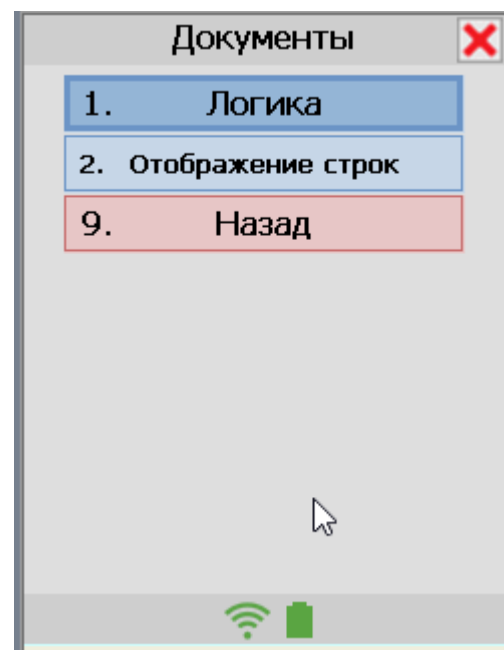 Документы
1. Логика
2. Отображение строк
9. Назад